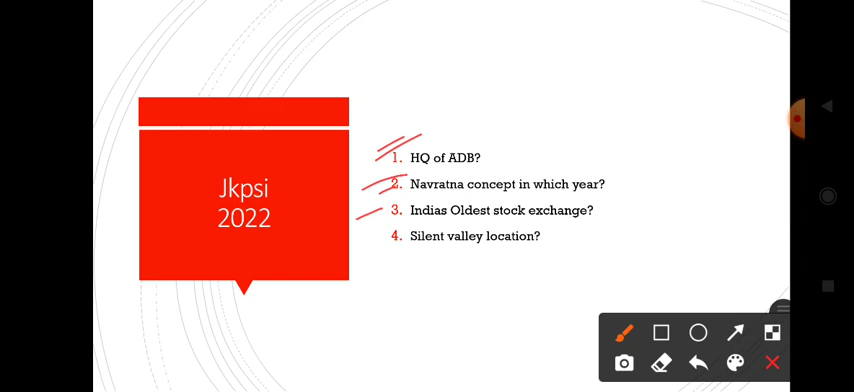 Jkpsi
2022
1. HQ of ADB?
2. Navratna concept in which year?
3. Indias Oldest stock exchange?
4. Silent valley location?